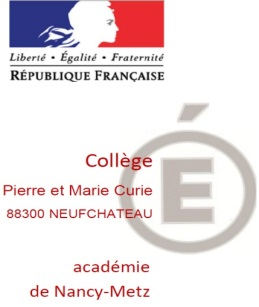 Liberté • Égalité • Fraternité
RÉPUBLIQUE FRANÇAISE
Collège
Pierre et Marie Curie
88300 NEUFCHATEAU
É
académie
de Nancy-Metz